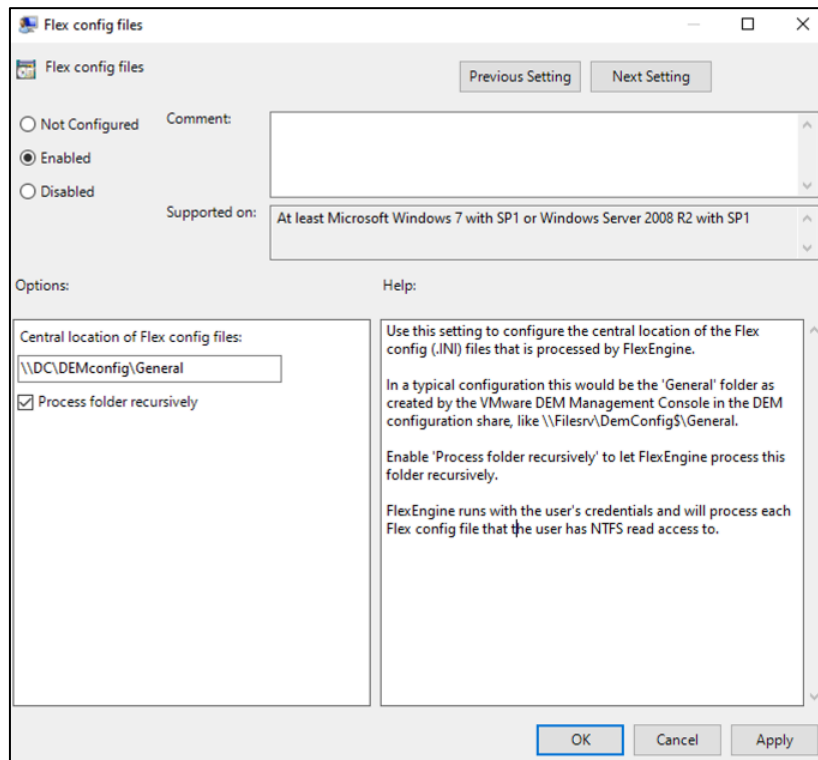 Flex config files
Flex config files
Previous Setting
Next Setting
Not Configured
Comment:
Enabled
Disabled
Supported on:
At least Microsoft Windows 7 with SP1 or Windows Server 2008 R2 with SP1
Options:
Help:
Central location of Flex config files:
\\DC\DEMconfig\General
Process folder recursively
Use this setting to configure the central location of the Flex
config (.INI) files that is processed by FlexEngine.
In a typical configuration this would be the 'General' folder as
created by the VMware DEM Management Console in the DEM
configuration share, like \\Filesrv\DemConfig$\General.
Enable 'Process folder recursively' to let FlexEngine process this
folder recursively.
FlexEngine runs with the user's credentials and will process each
Flex config file that the user has NTFS read access to.
OK
Cancel
Apply